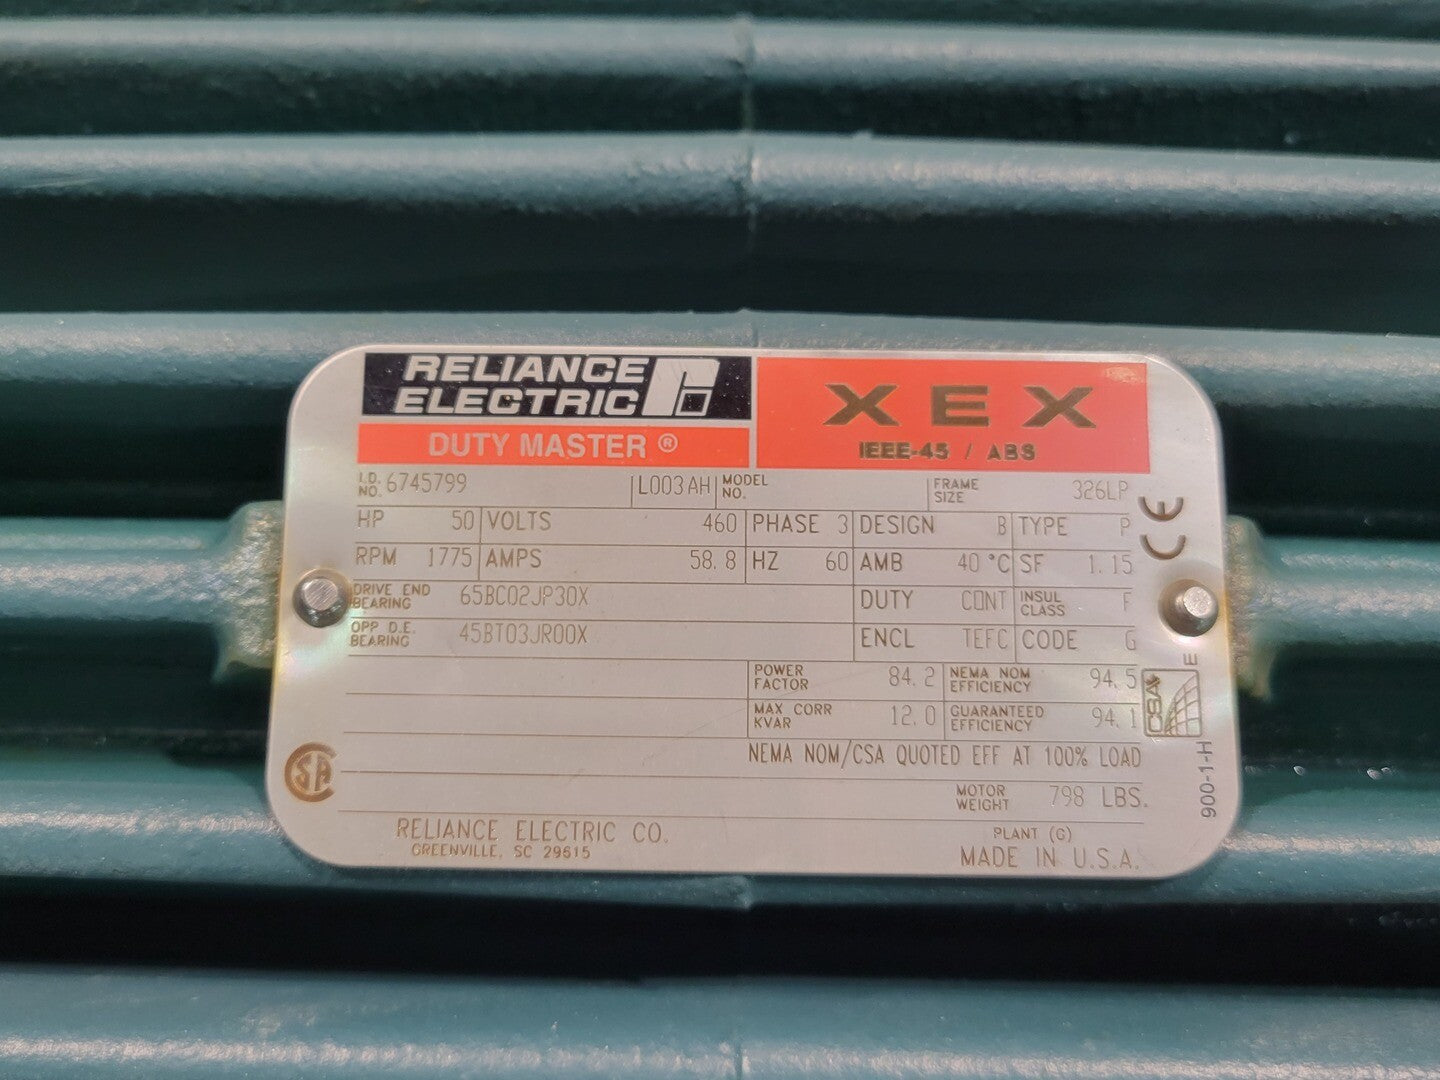 RELIANCE ELECTRIC
DUTY MASTER ®
XEX
IEEE-45 / ABS
I.D. NO. 6745799 L003AH MODEL NO. FRAME SIZE 326LP
HP 50 VOLTS 460 PHASE 3 DESIGN B TYPE P
RPM 1775 AMPS 58.8 HZ 60 AMB 40 °C SF 1.15
DRIVE END BEARING 65BC02JP30X DUTY CONT INSUL CLASS F
OPP D.E. BEARING 45BT03JR00X ENCL TEFC CODE G
POWER FACTOR 84.2 NEMA NOM EFFICIENCY 94.5
MAX CORR KVAR 12.0 GUARANTEED EFFICIENCY 94.1
NEMA NOM/CSA QUOTED EFF AT 100% LOAD
MOTOR WEIGHT 798 LBS.
RELIANCE ELECTRIC CO.
GREENVILLE, SC 29615
PLANT (G)
MADE IN U.S.A.
CE
CSA E
900-1-H
SA